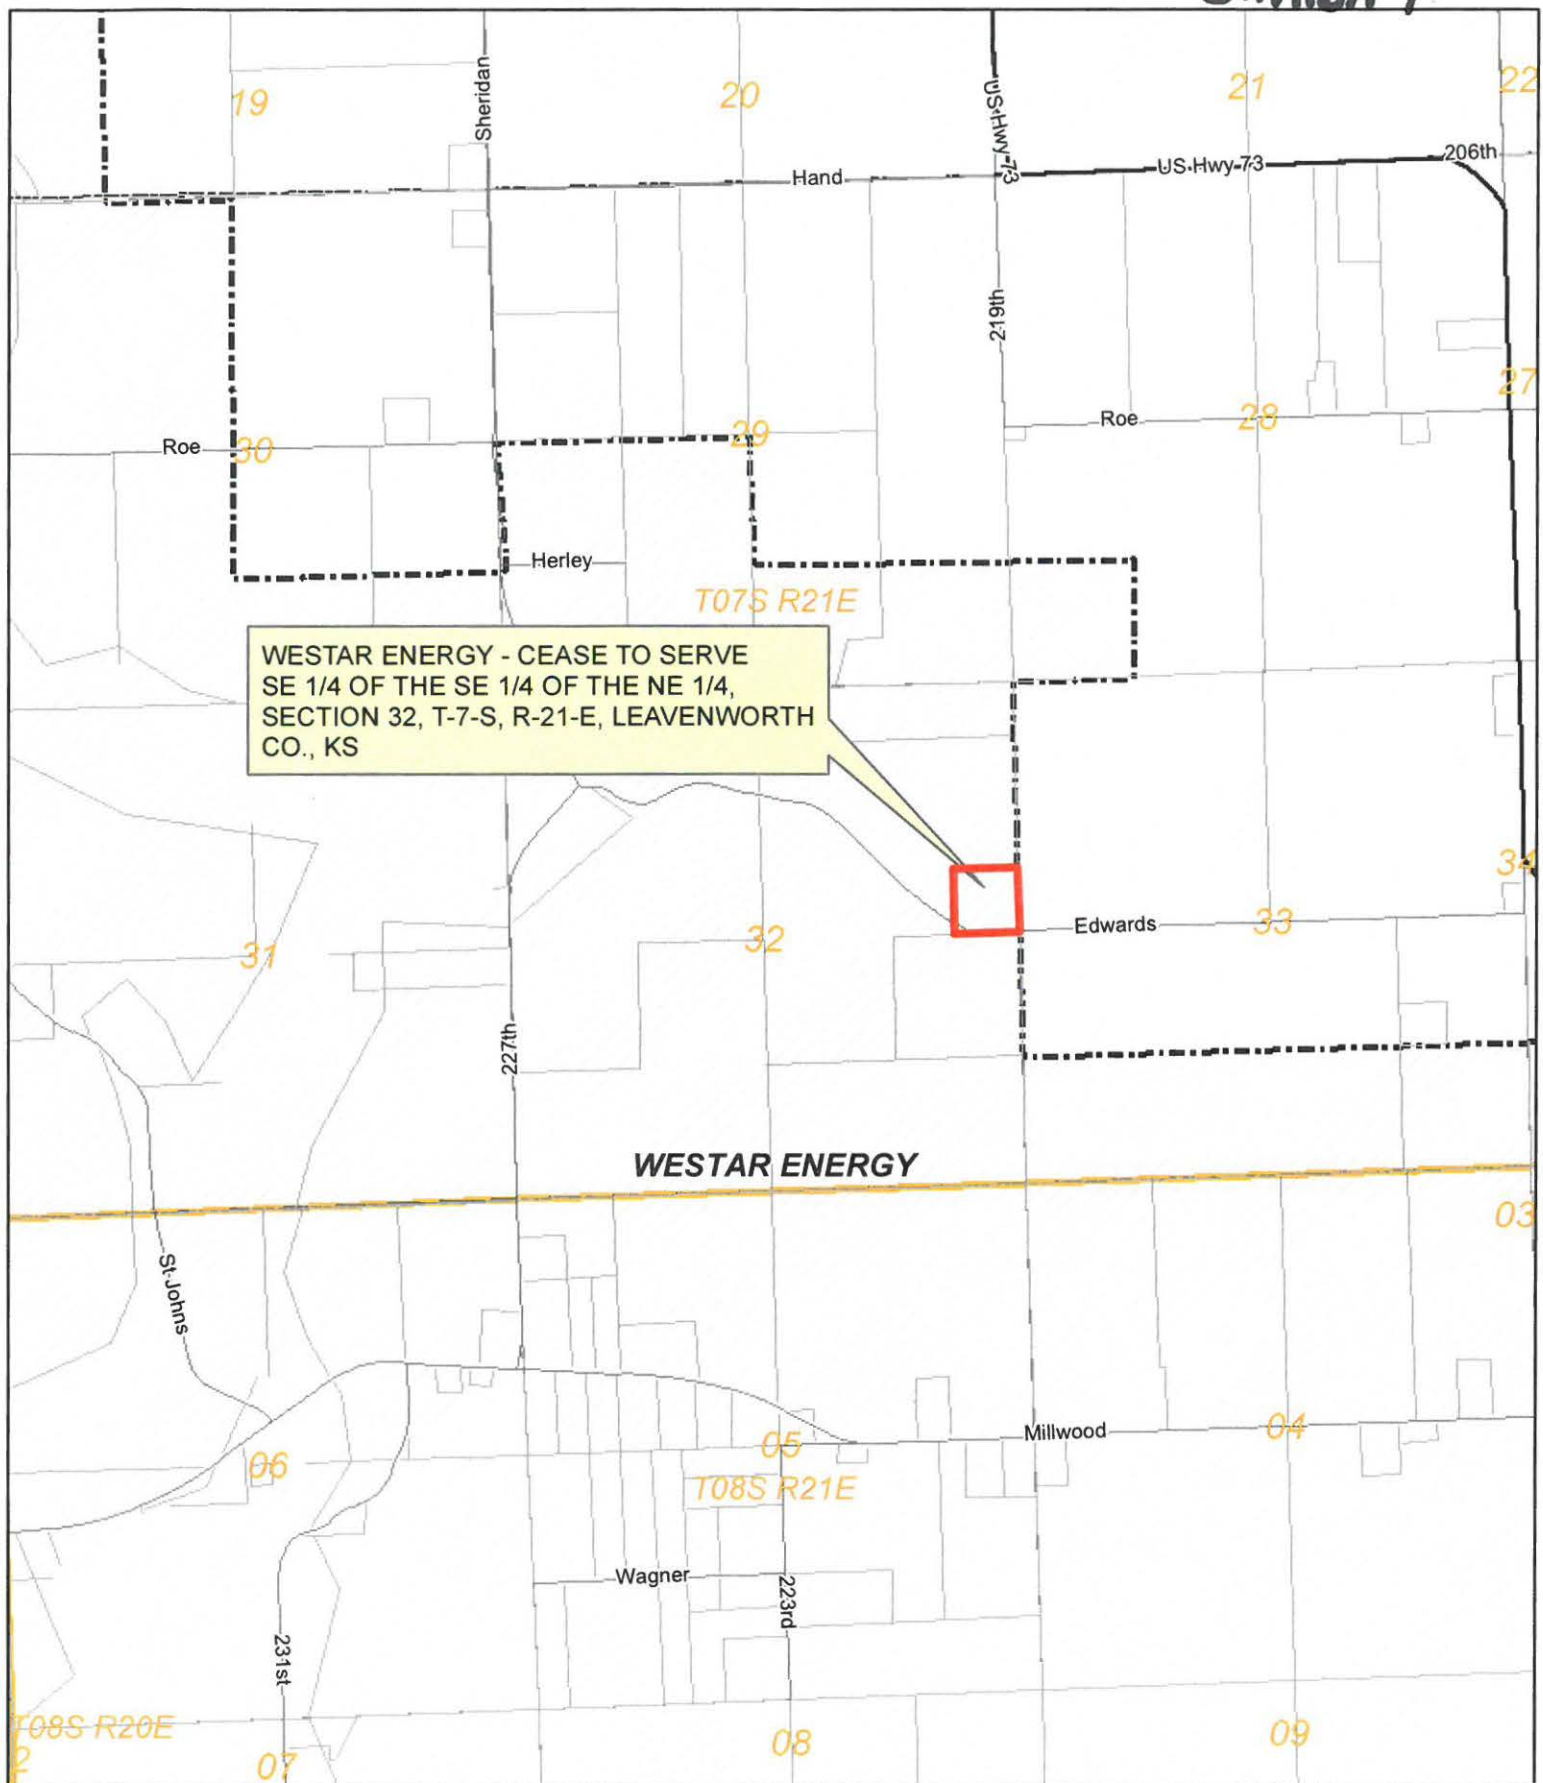 Sheridan
19
20
21
22
US Hwy 73
206th
US Hwy 73
Hand
219th
27
Roe
28
29
Roe
30
Herley
T07S R21E
WESTAR ENERGY - CEASE TO SERVE
SE 1/4 OF THE SE 1/4 OF THE NE 1/4,
SECTION 32, T-7-S, R-21-E, LEAVENWORTH
CO., KS
34
Edwards
33
32
31
227th
WESTAR ENERGY
03
St Johns
Millwood
04
05
06
T08S R21E
Wagner
223rd
231st
T08S R20E
07
08
09